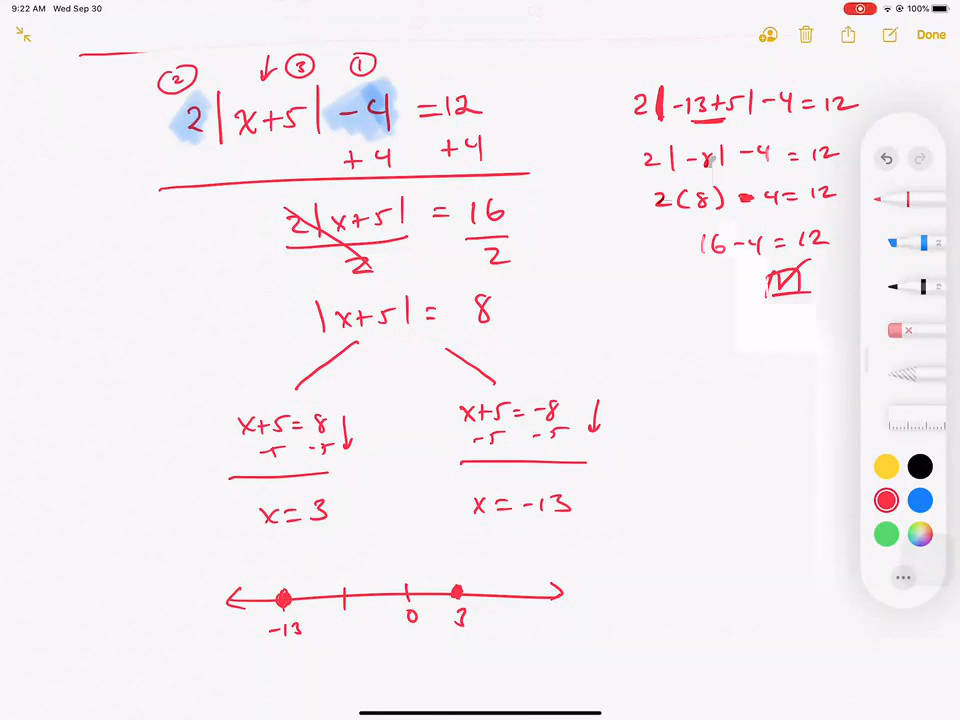 9:22 AM Wed Sep 30
100%
Done
② ↓ ③ ①
2|x+5| -4 = 12
+4 +4
2|x+5| = 16
2 2
|x+5| = 8
x+5=8 ↓
-5 -5
x=3
x+5=-8 ↓
-5 -5
x=-13
-13 0 3
2|-13+5|-4=12
2|-8| -4 = 12
2(8) - 4 = 12
16-4=12